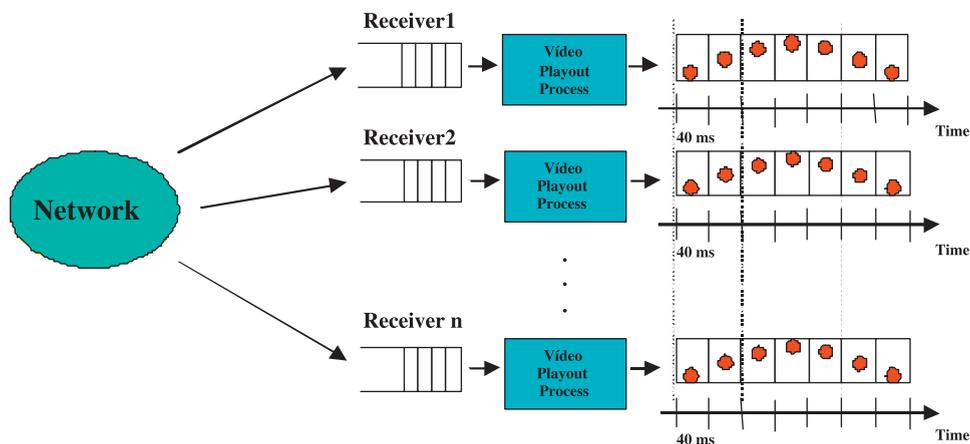 Receiver1
Vídeo
Playout
Process
40 ms
Time
Network
Receiver2
Vídeo
Playout
Process
40 ms
Time
Receiver n
Vídeo
Playout
Process
40 ms
Time